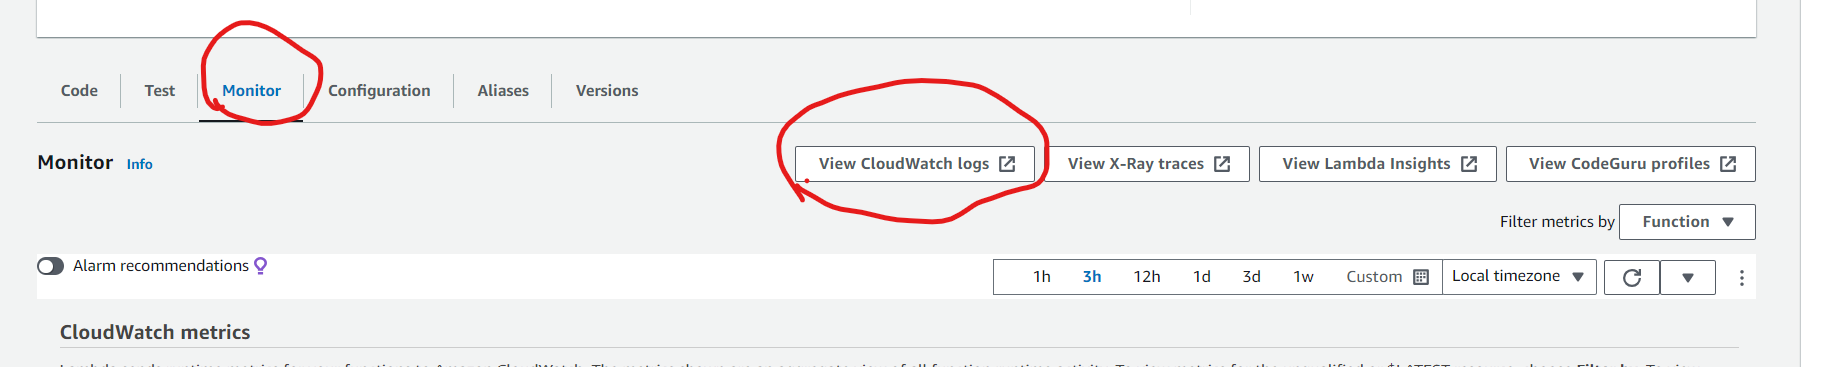 Code Test Monitor Configuration Aliases Versions
Monitor Info View CloudWatch logs View X-Ray traces View Lambda Insights View CodeGuru profiles
Filter metrics by Function
Alarm recommendations 1h 3h 12h 1d 3d 1w Custom Local timezone
CloudWatch metrics